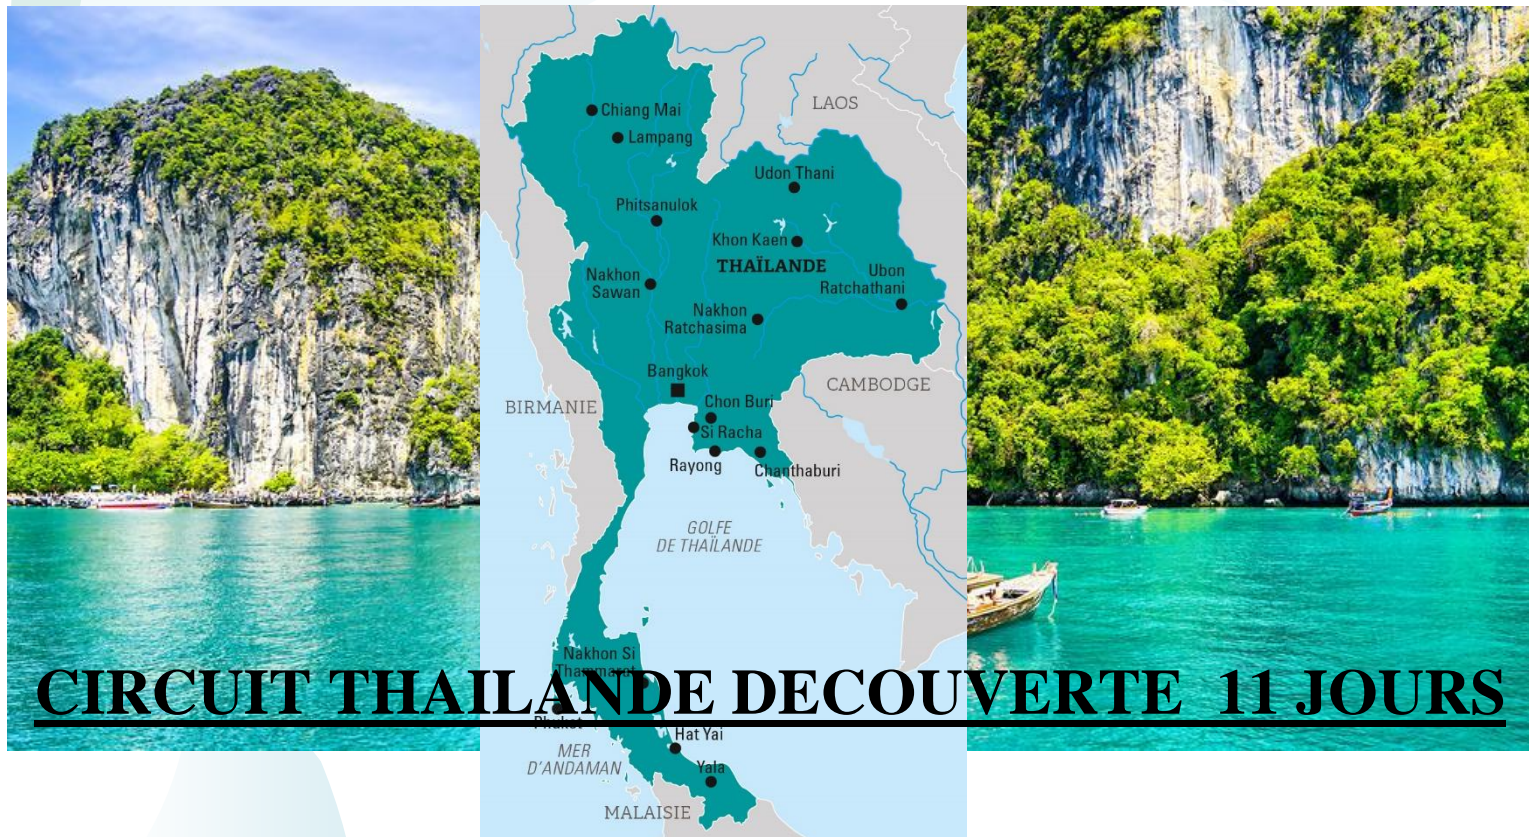 LAOS
Chiang Mai
Lampang
Udon Thani
Phitsanulok
Khon Kaen
THAÏLANDE
Nakhon
Sawan
Ubon
Ratchathani
Nakhon
Ratchasima
Bangkok
CAMBODGE
BIRMANIE
Chon Buri
Si Racha
Rayong
Chanthaburi
GOLFE
DE THAÏLANDE
Nakhon Si
Thammarat
CIRCUIT THAILANDE DECOUVERTE 11 JOURS
Phuket
Hat Yai
MER
D'ANDAMAN
Yala
MALAISIE